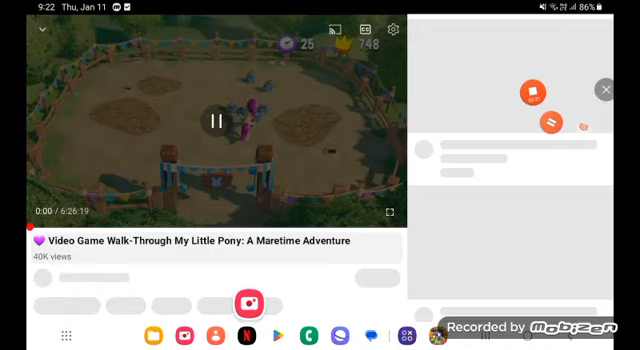 9:22 Thu, Jan 11
86%
25
748
CC
0:00 / 6:26:19
💜 Video Game Walk-Through My Little Pony: A Maretime Adventure
40K views
N
Recorded by Mobizen